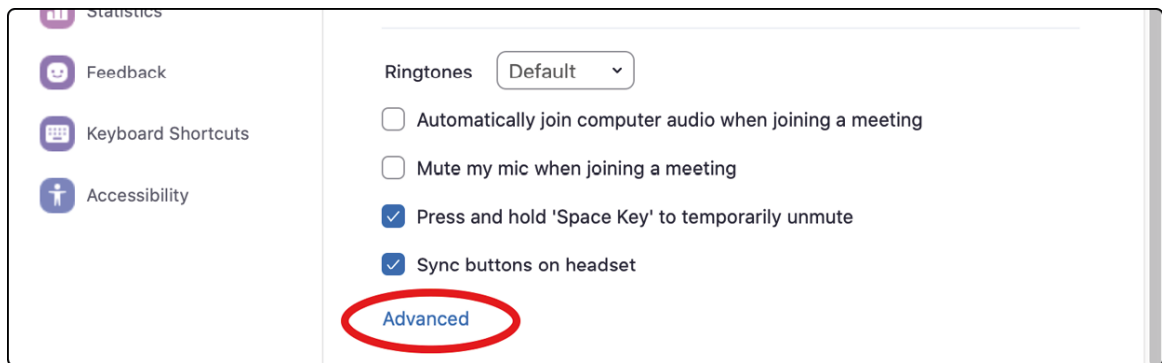 Statistics
Feedback
Keyboard Shortcuts
Accessibility
Ringtones Default
Automatically join computer audio when joining a meeting
Mute my mic when joining a meeting
Press and hold 'Space Key' to temporarily unmute
Sync buttons on headset
Advanced